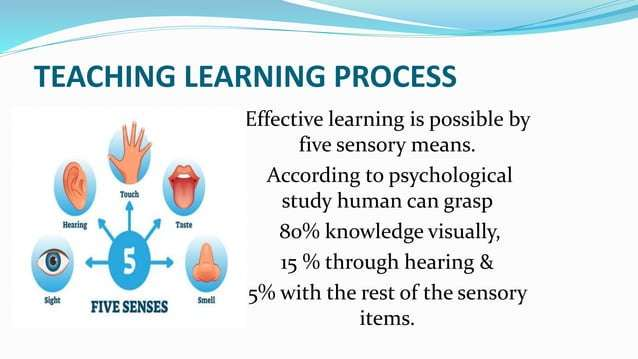 TEACHING LEARNING PROCESS
Effective learning is possible by
five sensory means.
According to psychological
study human can grasp
80% knowledge visually,
15 % through hearing &
5% with the rest of the sensory
items.
Touch
Hearing
Taste
5
Sight
Smell
FIVE SENSES